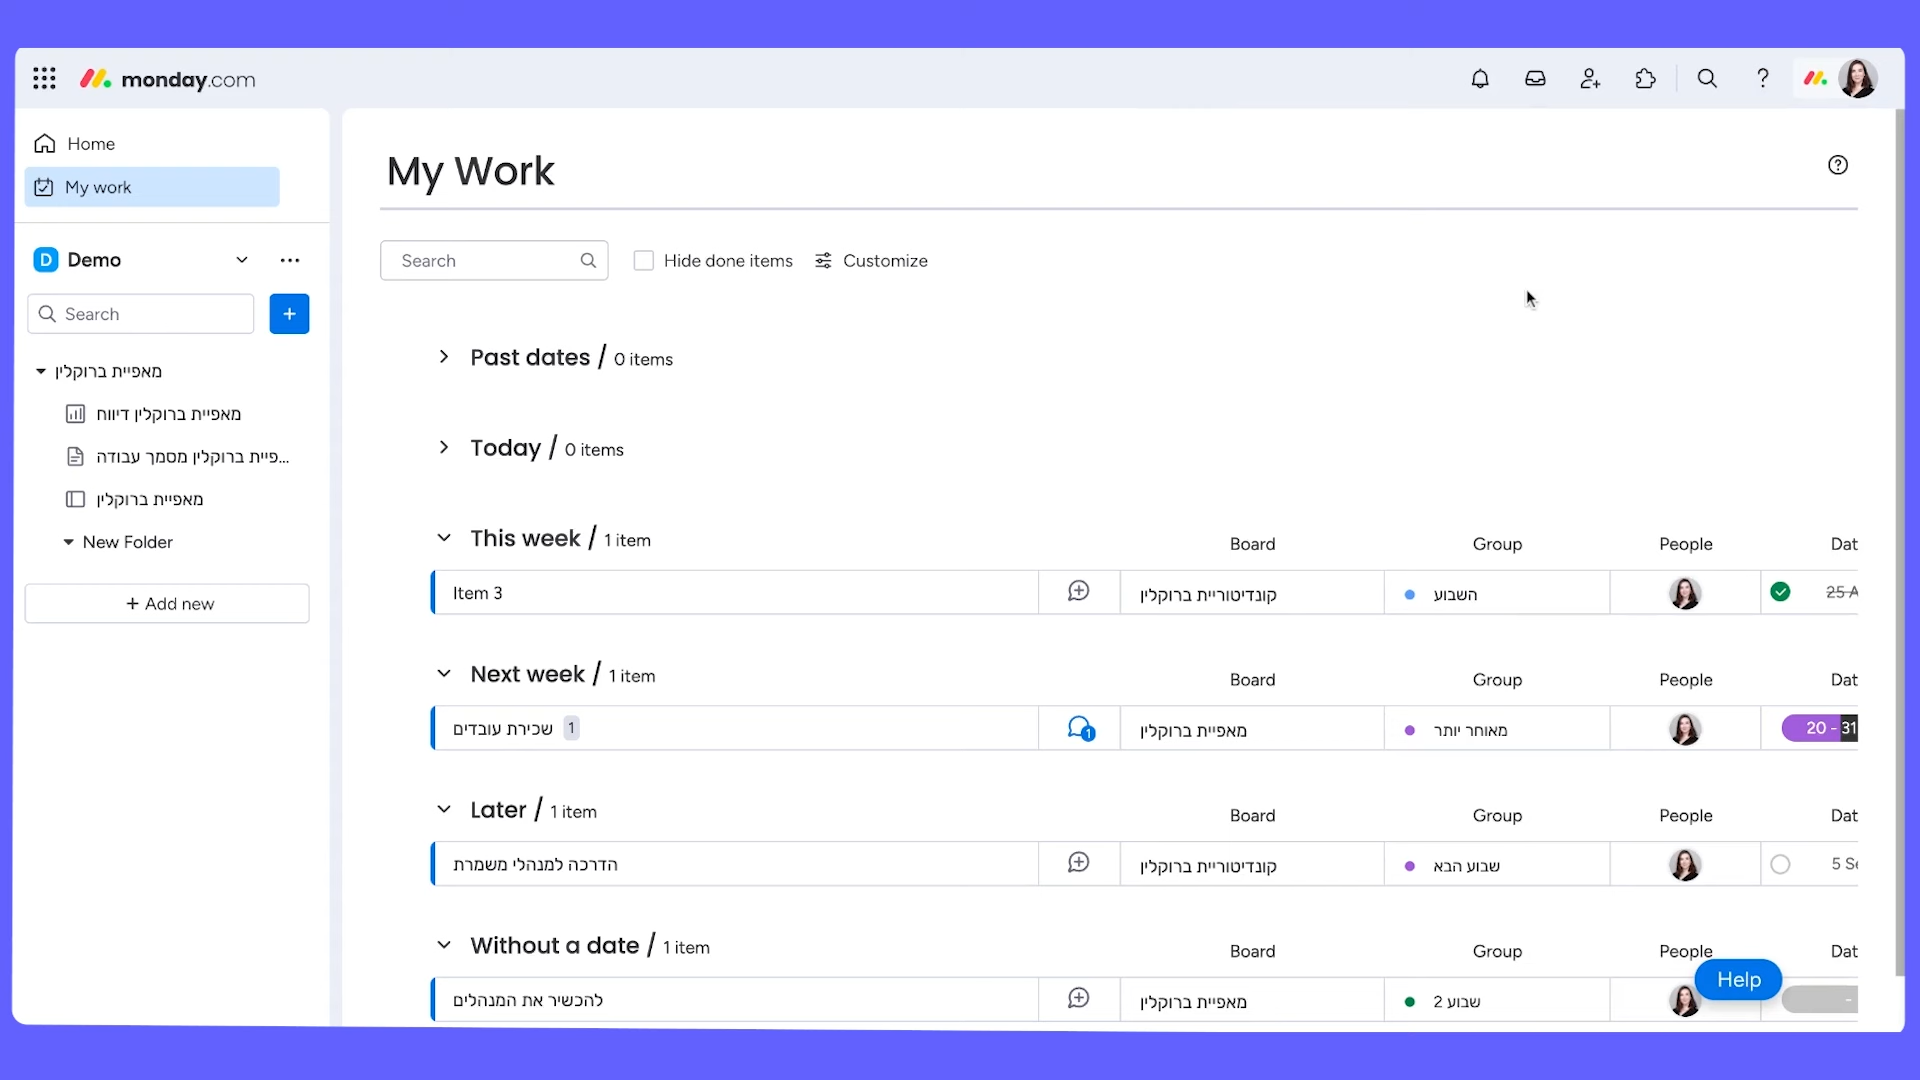 monday.com
Home
My work
D Demo
Search
+
מאפיית ברוקלין
מאפיית ברוקלין דיווח
...פיית ברוקלין מסמך עבודה
מאפיית ברוקלין
New Folder
+ Add new
My Work
Search
Hide done items
Customize
Past dates / 0 items
Today / 0 items
This week / 1 item
Board Group People Dat
Item 3 קונדיטוריית ברוקלין השבוע 25 A
Next week / 1 item
Board Group People Dat
שכירת עובדים 1 1 מאפיית ברוקלין מאוחר יותר 20 - 31
Later / 1 item
Board Group People Dat
הדרכה למנהלי משמרת קונדיטוריית ברוקלין שבוע הבא 5 Se
Without a date / 1 item
Board Group People Dat
להכשיר את המנהלים מאפיית ברוקלין שבוע 2 -
Help